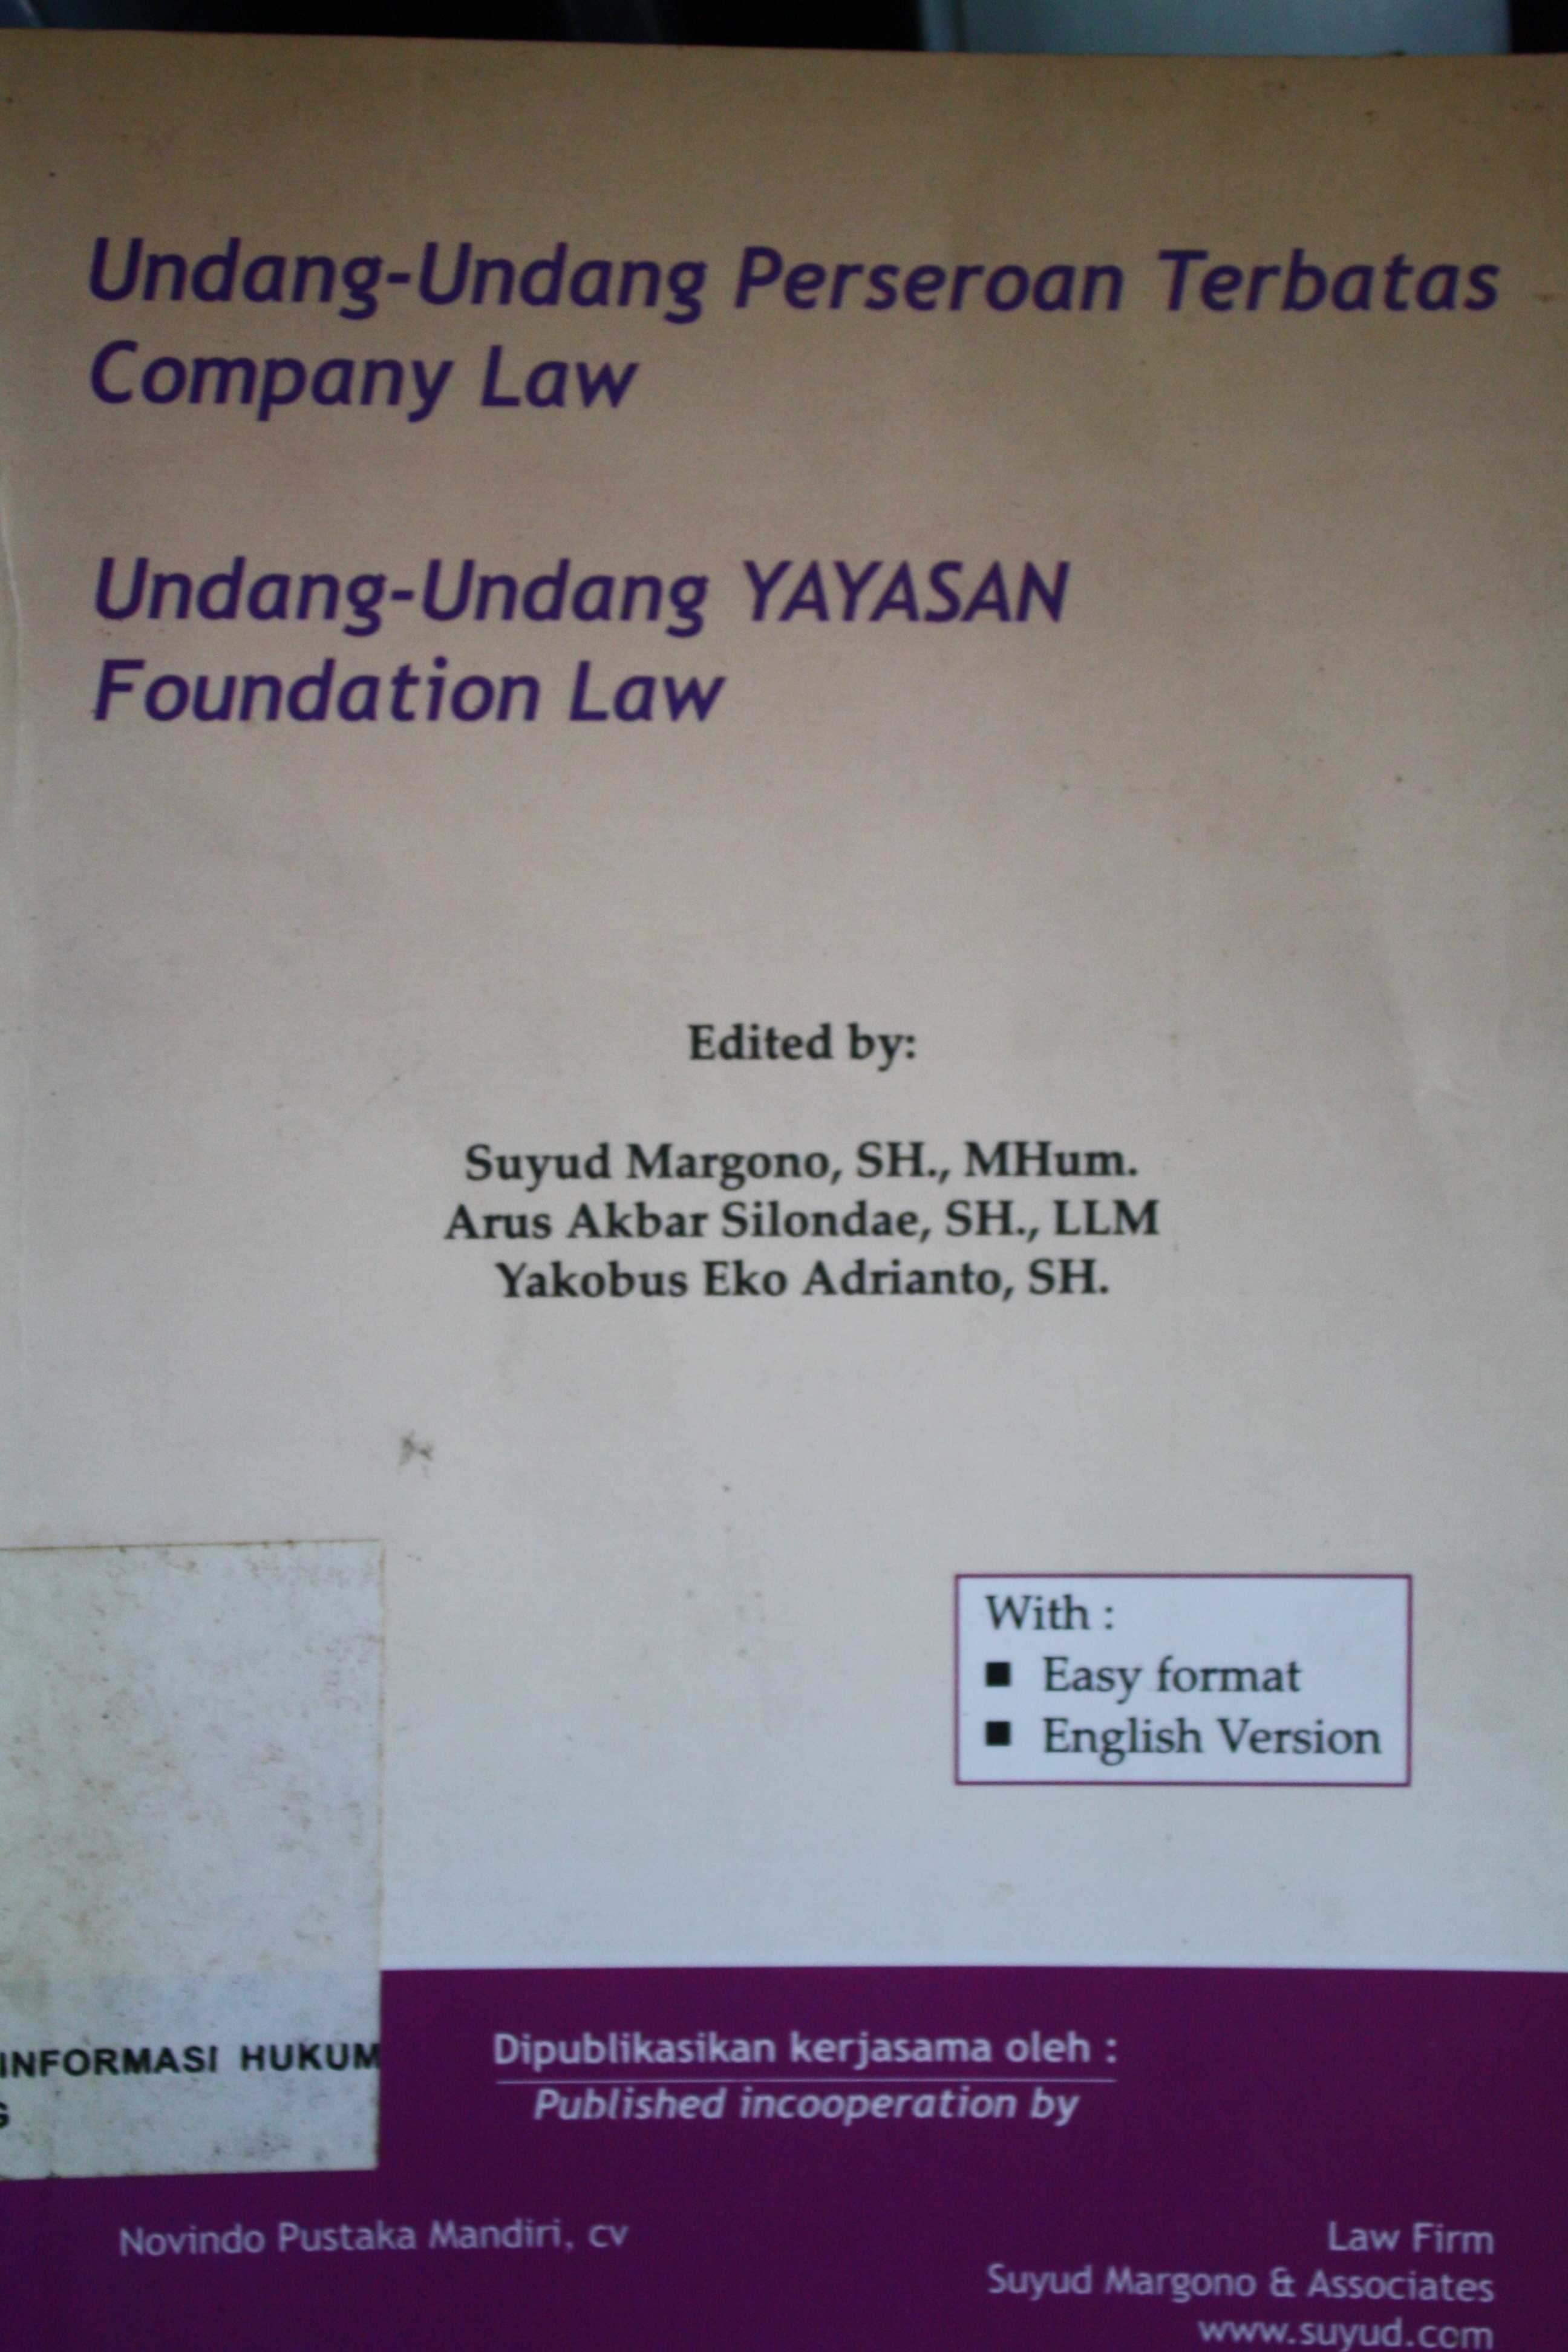 Undang-Undang Perseroan Terbatas
Company Law
Undang-Undang YAYASAN
Foundation Law
Edited by:
Suyud Margono, SH., MHum.
Arus Akbar Silondae, SH., LLM
Yakobus Eko Adrianto, SH.
With :
■ Easy format
■ English Version
INFORMASI HUKUM
G
Dipublikasikan kerjasama oleh :
Published incooperation by
Novindo Pustaka Mandiri, cv
Law Firm
Suyud Margono & Associates
www.suyud.com